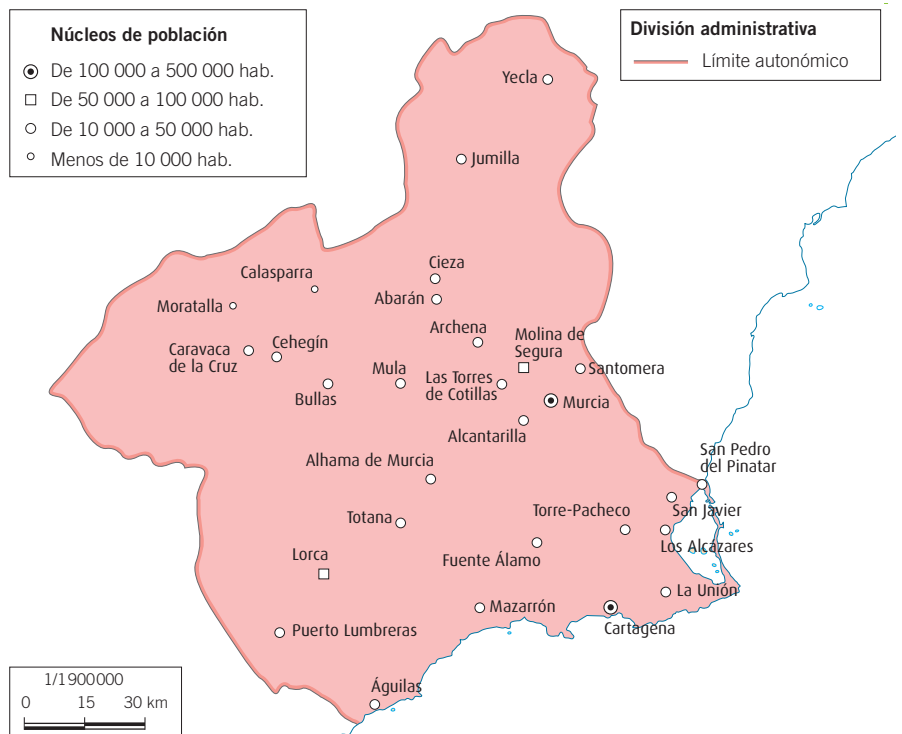 Núcleos de población
De 100 000 a 500 000 hab.
De 50 000 a 100 000 hab.
De 10 000 a 50 000 hab.
Menos de 10 000 hab.
División administrativa
Límite autonómico
Yecla
Jumilla
Cieza
Calasparra
Abarán
Moratalla
Archena
Molina de
Segura
Cehegín
Caravaca
de la Cruz
Mula
Santomera
Las Torres
de Cotillas
Bullas
Murcia
Alcantarilla
San Pedro
del Pinatar
Alhama de Murcia
San Javier
Torre-Pacheco
Totana
Los Alcázares
Lorca
Fuente Álamo
La Unión
Mazarrón
Cartagena
Puerto Lumbreras
Águilas
1/1900000
0 15 30 km